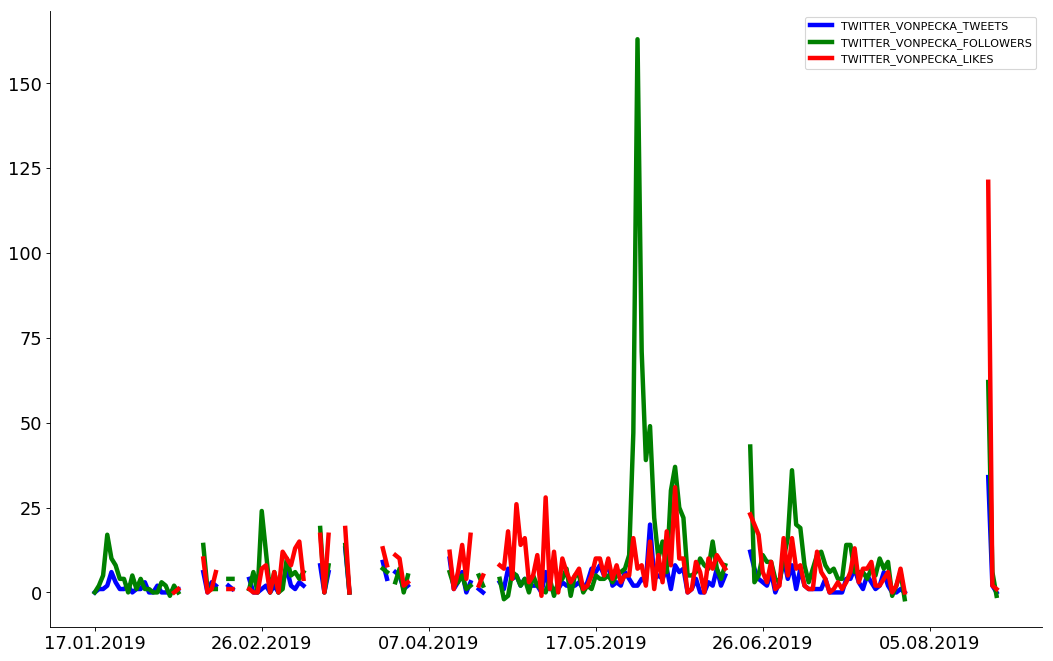 TWITTER_VONPECKA_TWEETS
TWITTER_VONPECKA_FOLLOWERS
TWITTER_VONPECKA_LIKES
150
125
100
75
50
25
0
17.01.2019 26.02.2019 07.04.2019 17.05.2019 26.06.2019 05.08.2019